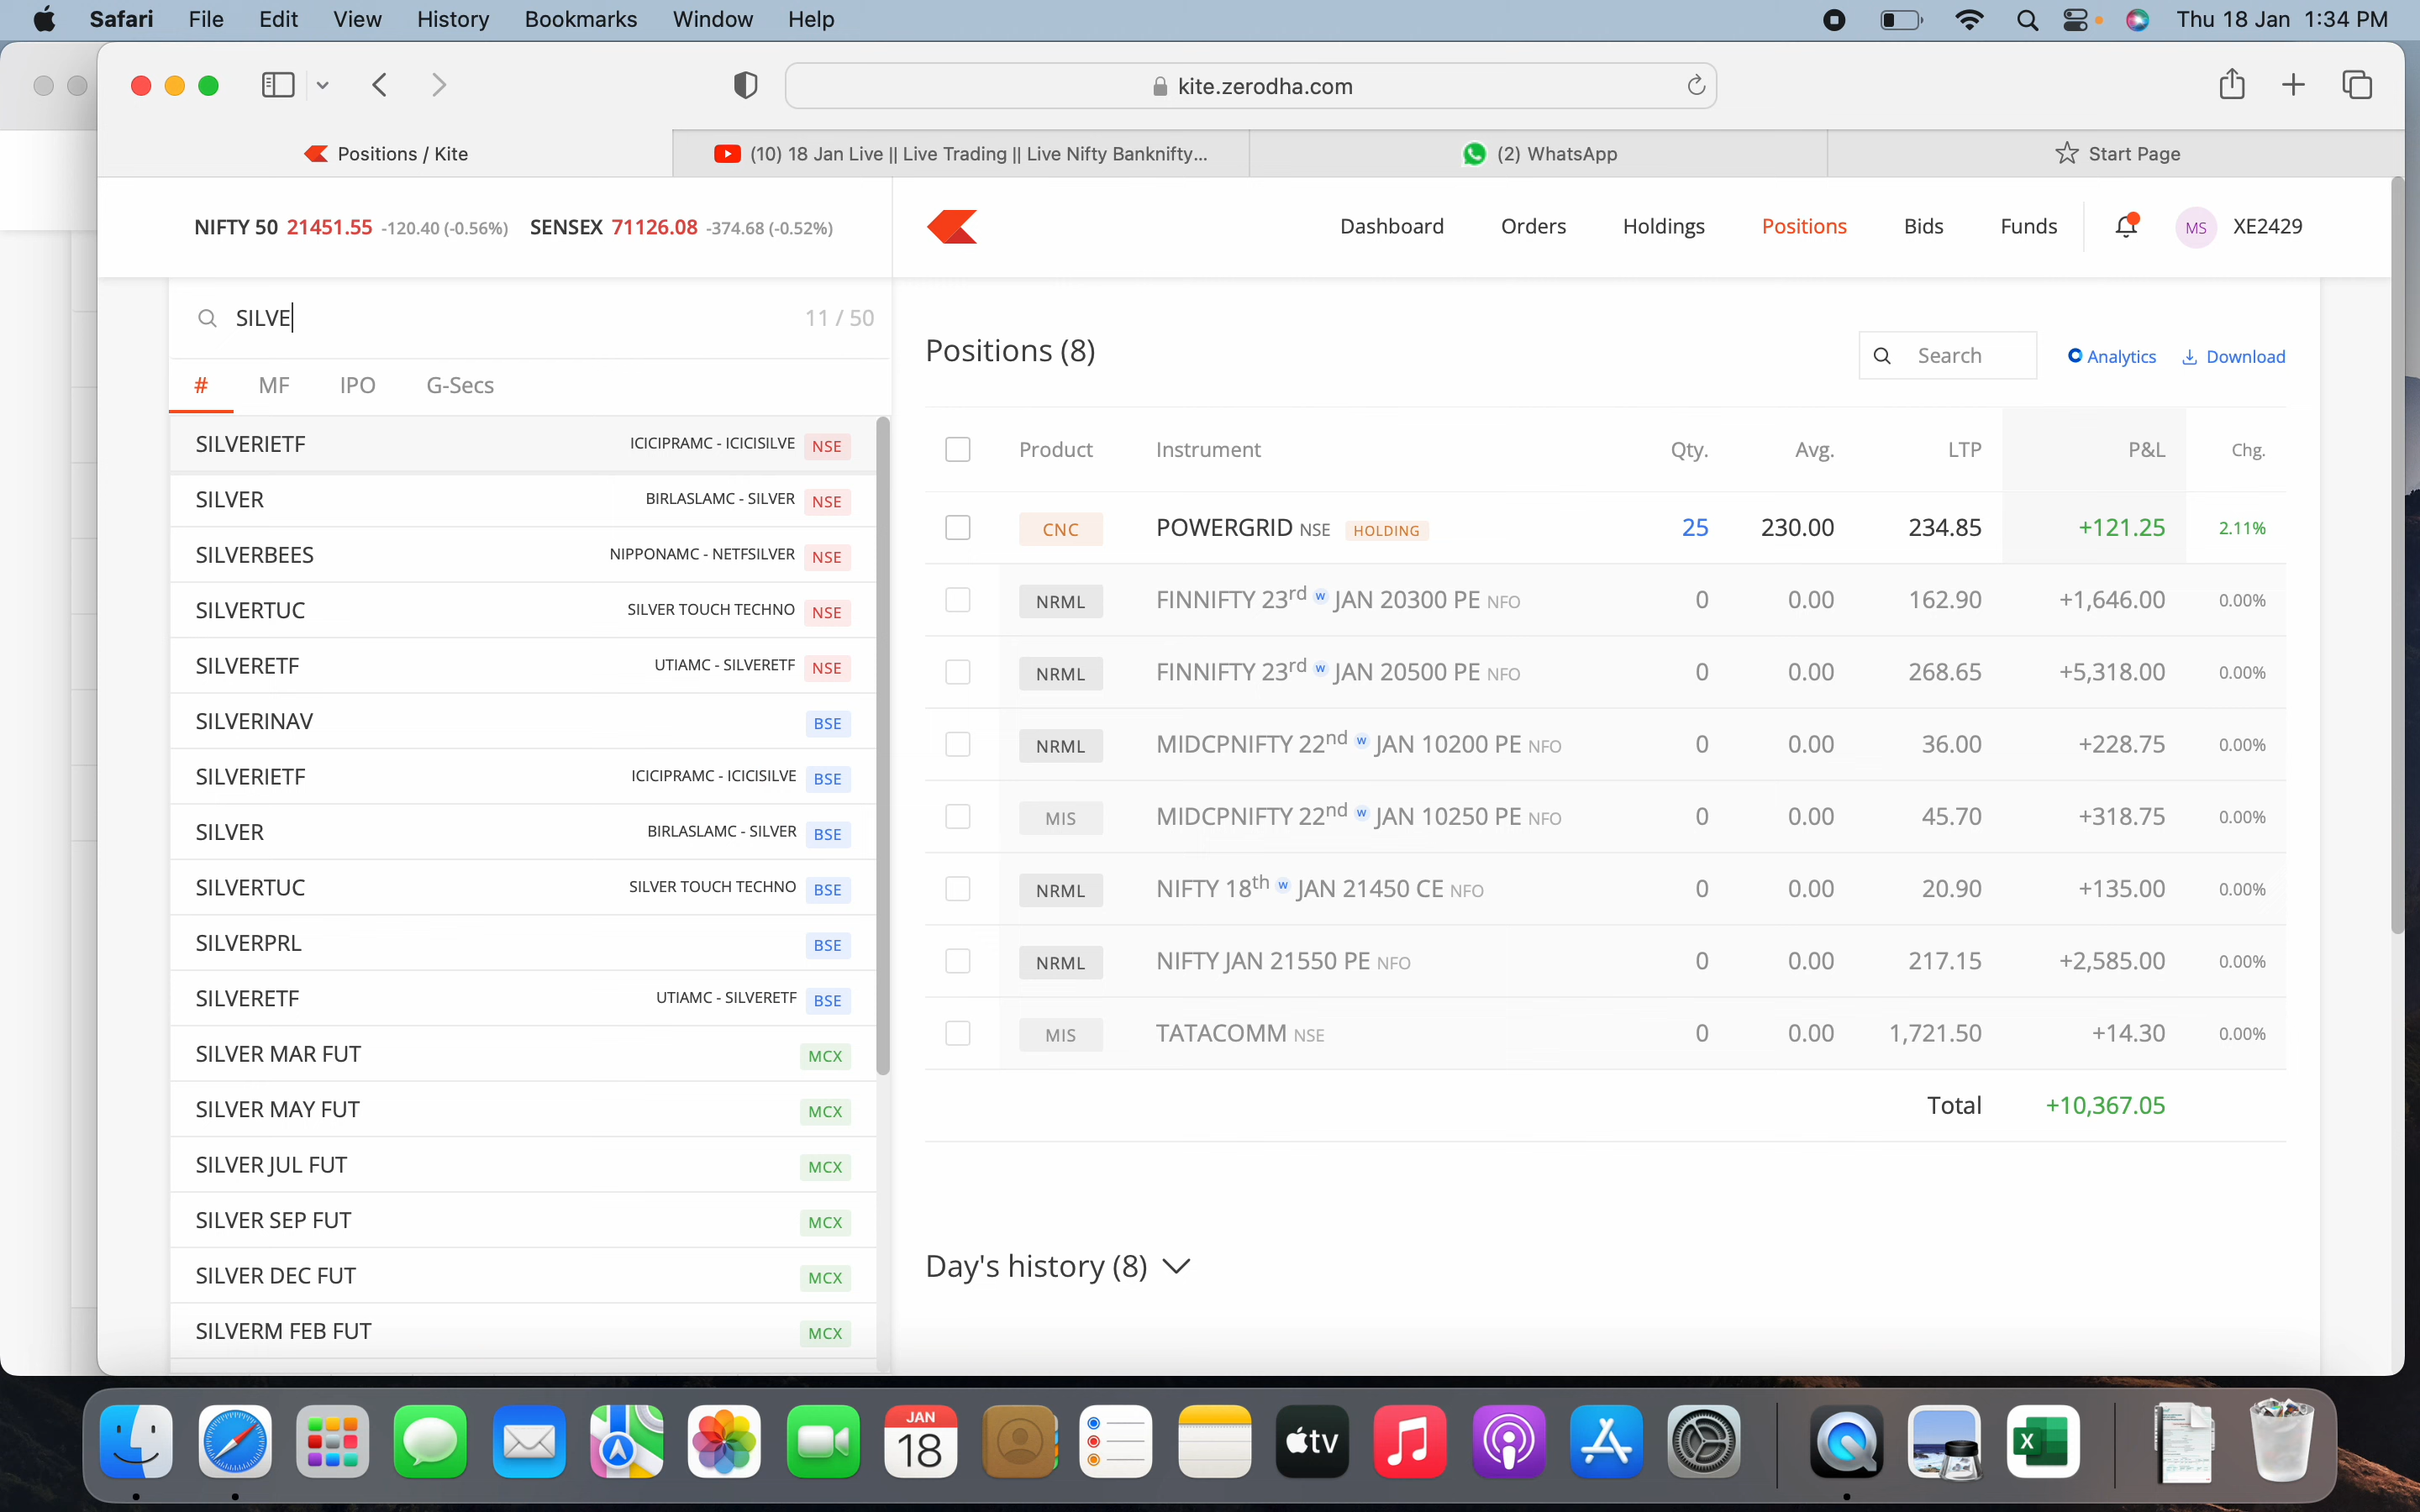 Safari File Edit View History Bookmarks Window Help Thu 18 Jan 1:34 PM
kite.zerodha.com
Positions / Kite (10) 18 Jan Live || Live Trading || Live Nifty Banknifty... (2) WhatsApp Start Page
NIFTY 50 21451.55 -120.40 (-0.56%) SENSEX 71126.08 -374.68 (-0.52%)
Dashboard Orders Holdings Positions Bids Funds MS XE2429
SILVE 11 / 50
# MF IPO G-Secs
SILVERIETF ICICIPRAMC - ICICISILVE NSE
SILVER BIRLASLAMC - SILVER NSE
SILVERBEES NIPPONAMC - NETFSILVER NSE
SILVERTUC SILVER TOUCH TECHNO NSE
SILVERETF UTIAMC - SILVERETF NSE
SILVERINAV BSE
SILVERIETF ICICIPRAMC - ICICISILVE BSE
SILVER BIRLASLAMC - SILVER BSE
SILVERTUC SILVER TOUCH TECHNO BSE
SILVERPRL BSE
SILVERETF UTIAMC - SILVERETF BSE
SILVER MAR FUT MCX
SILVER MAY FUT MCX
SILVER JUL FUT MCX
SILVER SEP FUT MCX
SILVER DEC FUT MCX
SILVERM FEB FUT MCX
Positions (8) Search Analytics Download
Product Instrument Qty. Avg. LTP P&L Chg.
CNC POWERGRID NSE HOLDING 25 230.00 234.85 +121.25 2.11%
NRML FINNIFTY 23rd w JAN 20300 PE NFO 0 0.00 162.90 +1,646.00 0.00%
NRML FINNIFTY 23rd w JAN 20500 PE NFO 0 0.00 268.65 +5,318.00 0.00%
NRML MIDCPNIFTY 22nd w JAN 10200 PE NFO 0 0.00 36.00 +228.75 0.00%
MIS MIDCPNIFTY 22nd w JAN 10250 PE NFO 0 0.00 45.70 +318.75 0.00%
NRML NIFTY 18th w JAN 21450 CE NFO 0 0.00 20.90 +135.00 0.00%
NRML NIFTY JAN 21550 PE NFO 0 0.00 217.15 +2,585.00 0.00%
MIS TATACOMM NSE 0 0.00 1,721.50 +14.30 0.00%
Total +10,367.05
Day's history (8)
JAN
18
tv
X